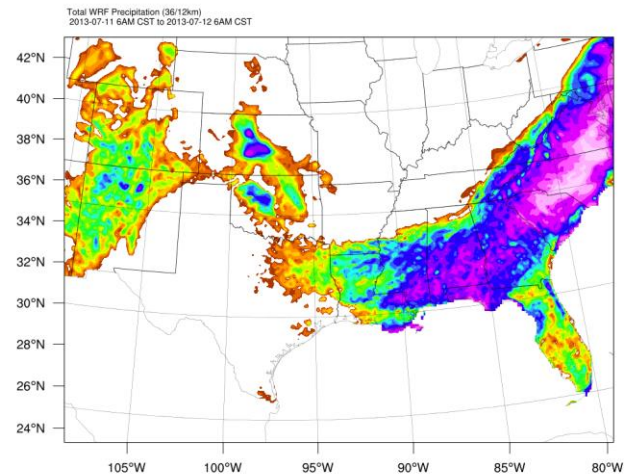 Total WRF Precipitation (36/12km)
2013-07-11 6AM CST to 2013-07-12 6AM CST
42°N
40°N
38°N
36°N
34°N
32°N
30°N
28°N
26°N
24°N
105°W 100°W 95°W 90°W 85°W 80°W